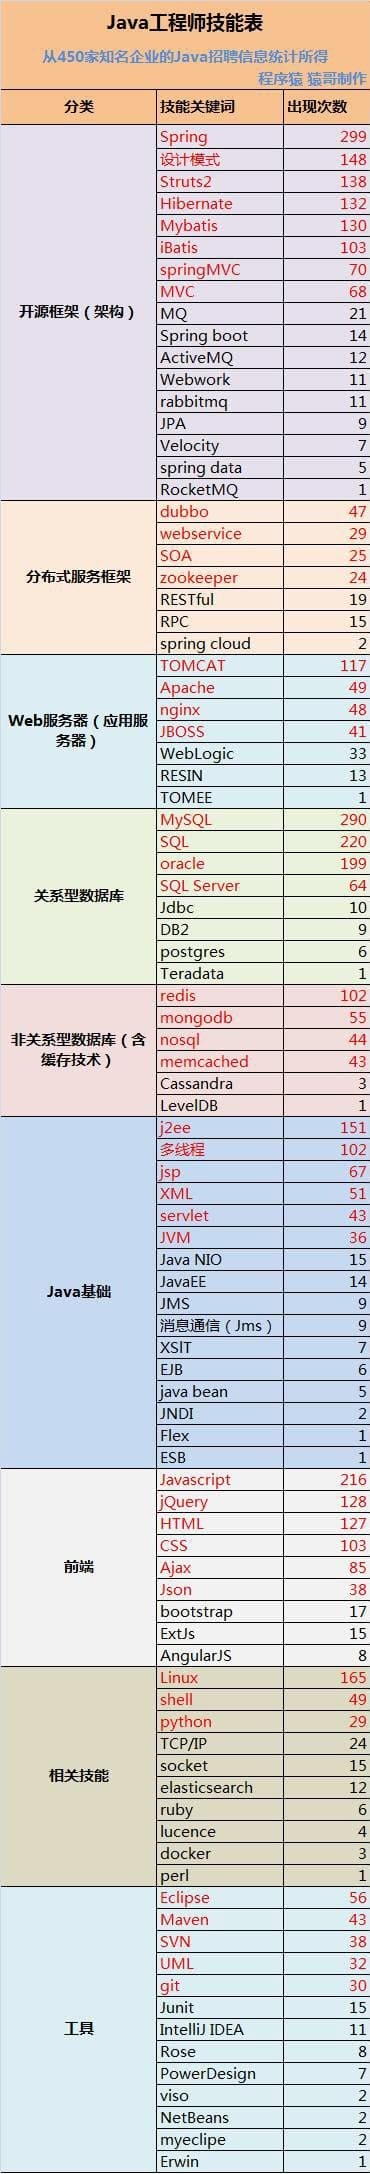 Java工程师技能表
从450家知名企业的Java招聘信息统计所得
程序猿 猿哥制作
分类 技能关键词 出现次数
开源框架（架构）
Spring 299
设计模式 148
Struts2 138
Hibernate 132
Mybatis 130
iBatis 103
springMVC 70
MVC 68
MQ 21
Spring boot 14
ActiveMQ 12
Webwork 11
rabbitmq 11
JPA 9
Velocity 7
spring data 5
RocketMQ 1
分布式服务框架
dubbo 47
webservice 29
SOA 25
zookeeper 24
RESTful 19
RPC 15
spring cloud 2
Web服务器（应用服
务器）
TOMCAT 117
Apache 49
nginx 48
JBOSS 41
WebLogic 33
RESIN 13
TOMEE 1
关系型数据库
MySQL 290
SQL 220
oracle 199
SQL Server 64
Jdbc 10
DB2 9
postgres 6
Teradata 1
非关系型数据库（含
缓存技术）
redis 102
mongodb 55
nosql 44
memcached 43
Cassandra 3
LevelDB 1
Java基础
j2ee 151
多线程 102
jsp 67
XML 51
servlet 43
JVM 36
Java NIO 15
JavaEE 14
JMS 9
消息通信（Jms） 9
XSlT 7
EJB 6
java bean 5
JNDI 2
Flex 1
ESB 1
前端
Javascript 216
jQuery 128
HTML 127
CSS 103
Ajax 85
Json 38
bootstrap 17
ExtJs 15
AngularJS 8
相关技能
Linux 165
shell 49
python 29
TCP/IP 24
socket 15
elasticsearch 12
ruby 6
lucence 4
docker 3
perl 1
工具
Eclipse 56
Maven 43
SVN 38
UML 32
git 30
Junit 15
IntelliJ IDEA 11
Rose 8
PowerDesign 7
viso 2
NetBeans 2
myeclipe 2
Erwin 1